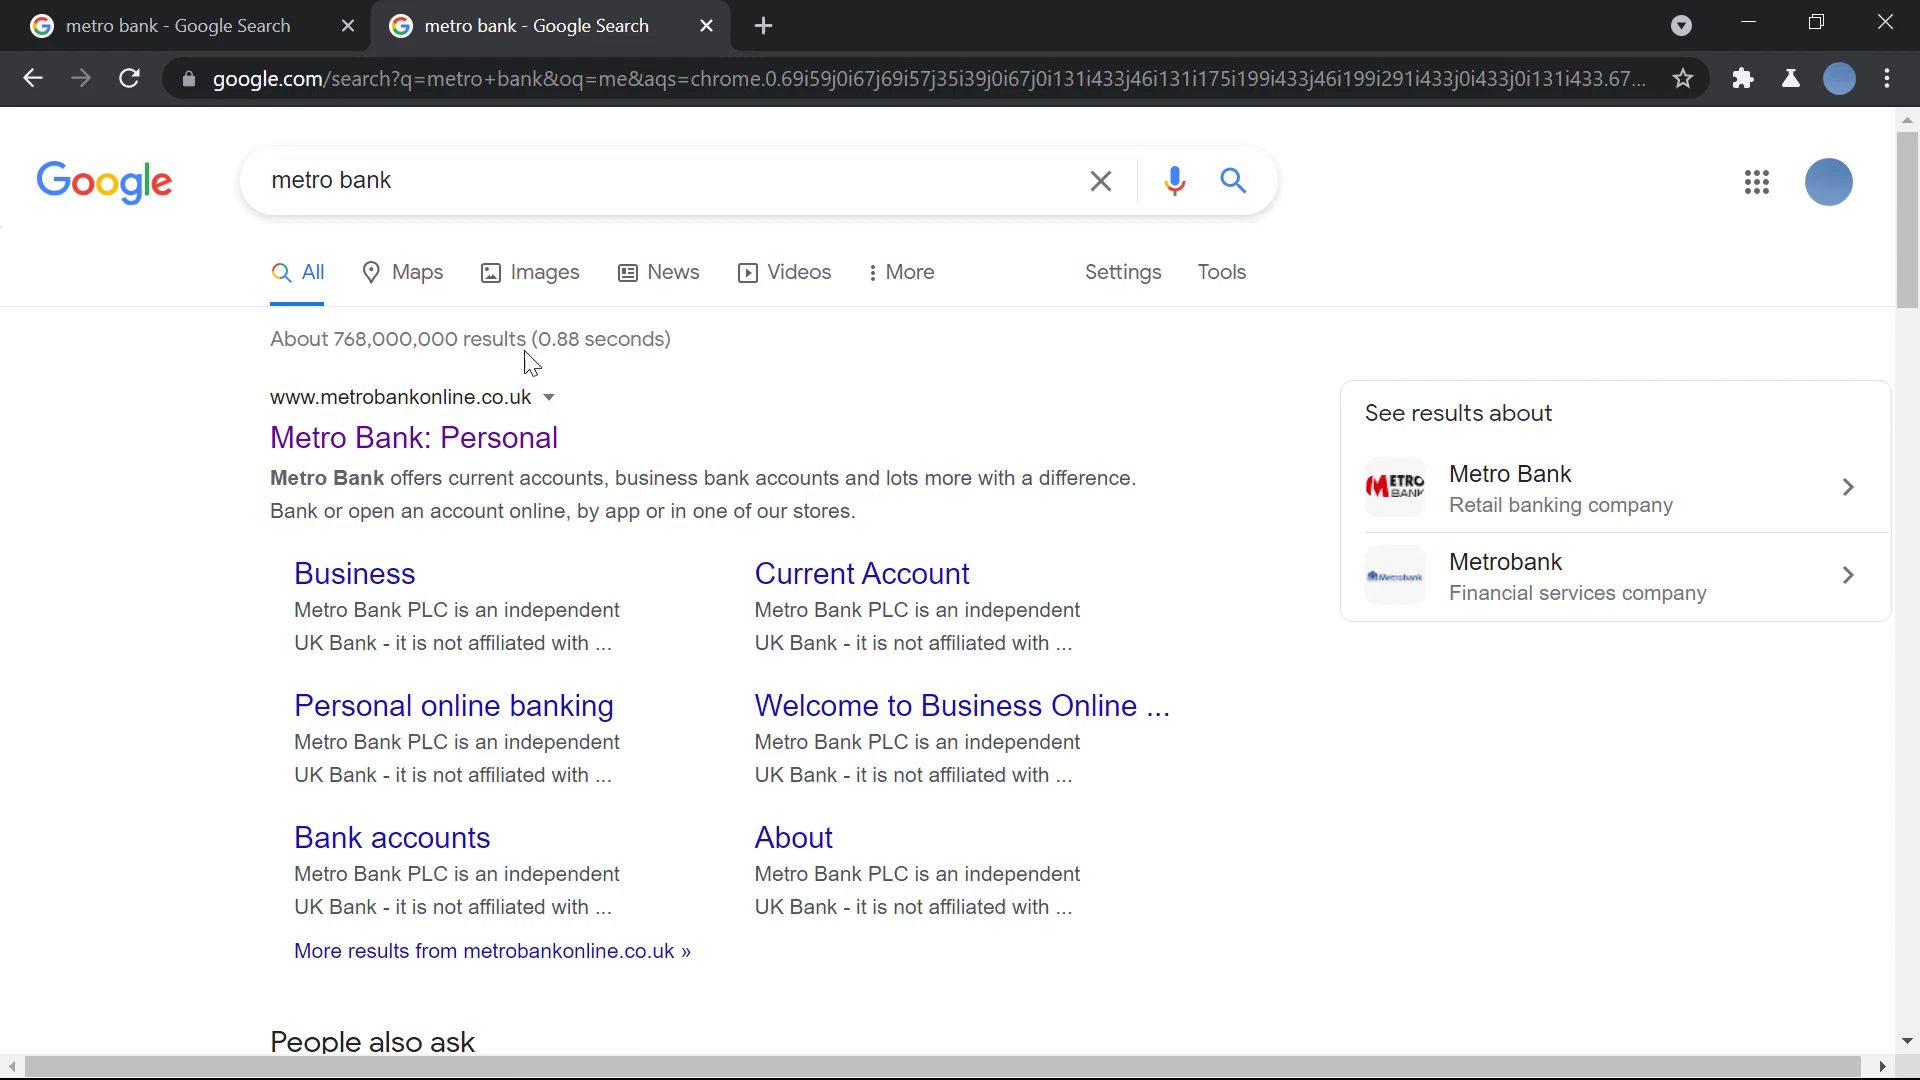 metro bank - Google Search
metro bank - Google Search
google.com/search?q=metro+bank&oq=me&aqs=chrome.0.69i59j0i67j69i57j35i39j0i67j0i131i433j46i131i175i199i433j46i199i291i433j0i433j0i131i433.67...
Google
metro bank
All Maps Images News Videos More Settings Tools
About 768,000,000 results (0.88 seconds)
www.metrobankonline.co.uk
Metro Bank: Personal
Metro Bank offers current accounts, business bank accounts and lots more with a difference.
Bank or open an account online, by app or in one of our stores.
Business
Metro Bank PLC is an independent
UK Bank - it is not affiliated with ...
Current Account
Metro Bank PLC is an independent
UK Bank - it is not affiliated with ...
Personal online banking
Metro Bank PLC is an independent
UK Bank - it is not affiliated with ...
Welcome to Business Online ...
Metro Bank PLC is an independent
UK Bank - it is not affiliated with ...
Bank accounts
Metro Bank PLC is an independent
UK Bank - it is not affiliated with ...
About
Metro Bank PLC is an independent
UK Bank - it is not affiliated with ...
More results from metrobankonline.co.uk »
People also ask
See results about
METRO
BANK
Metro Bank
Retail banking company
Metrobank
Metrobank
Financial services company